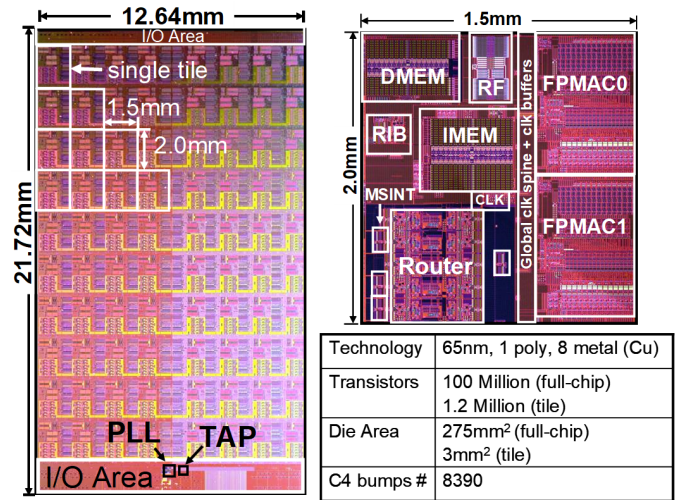 12.64mm
I/O Area
single tile
1.5mm
2.0mm
21.72mm
PLL TAP
I/O Area
1.5mm
2.0mm
DMEM
RF
FPMAC0
RIB
IMEM
MSINT
CLK
Global clk spine + clk buffers
Router
FPMAC1
Technology 65nm, 1 poly, 8 metal (Cu)
Transistors 100 Million (full-chip)
1.2 Million (tile)
Die Area 275mm² (full-chip)
3mm² (tile)
C4 bumps # 8390